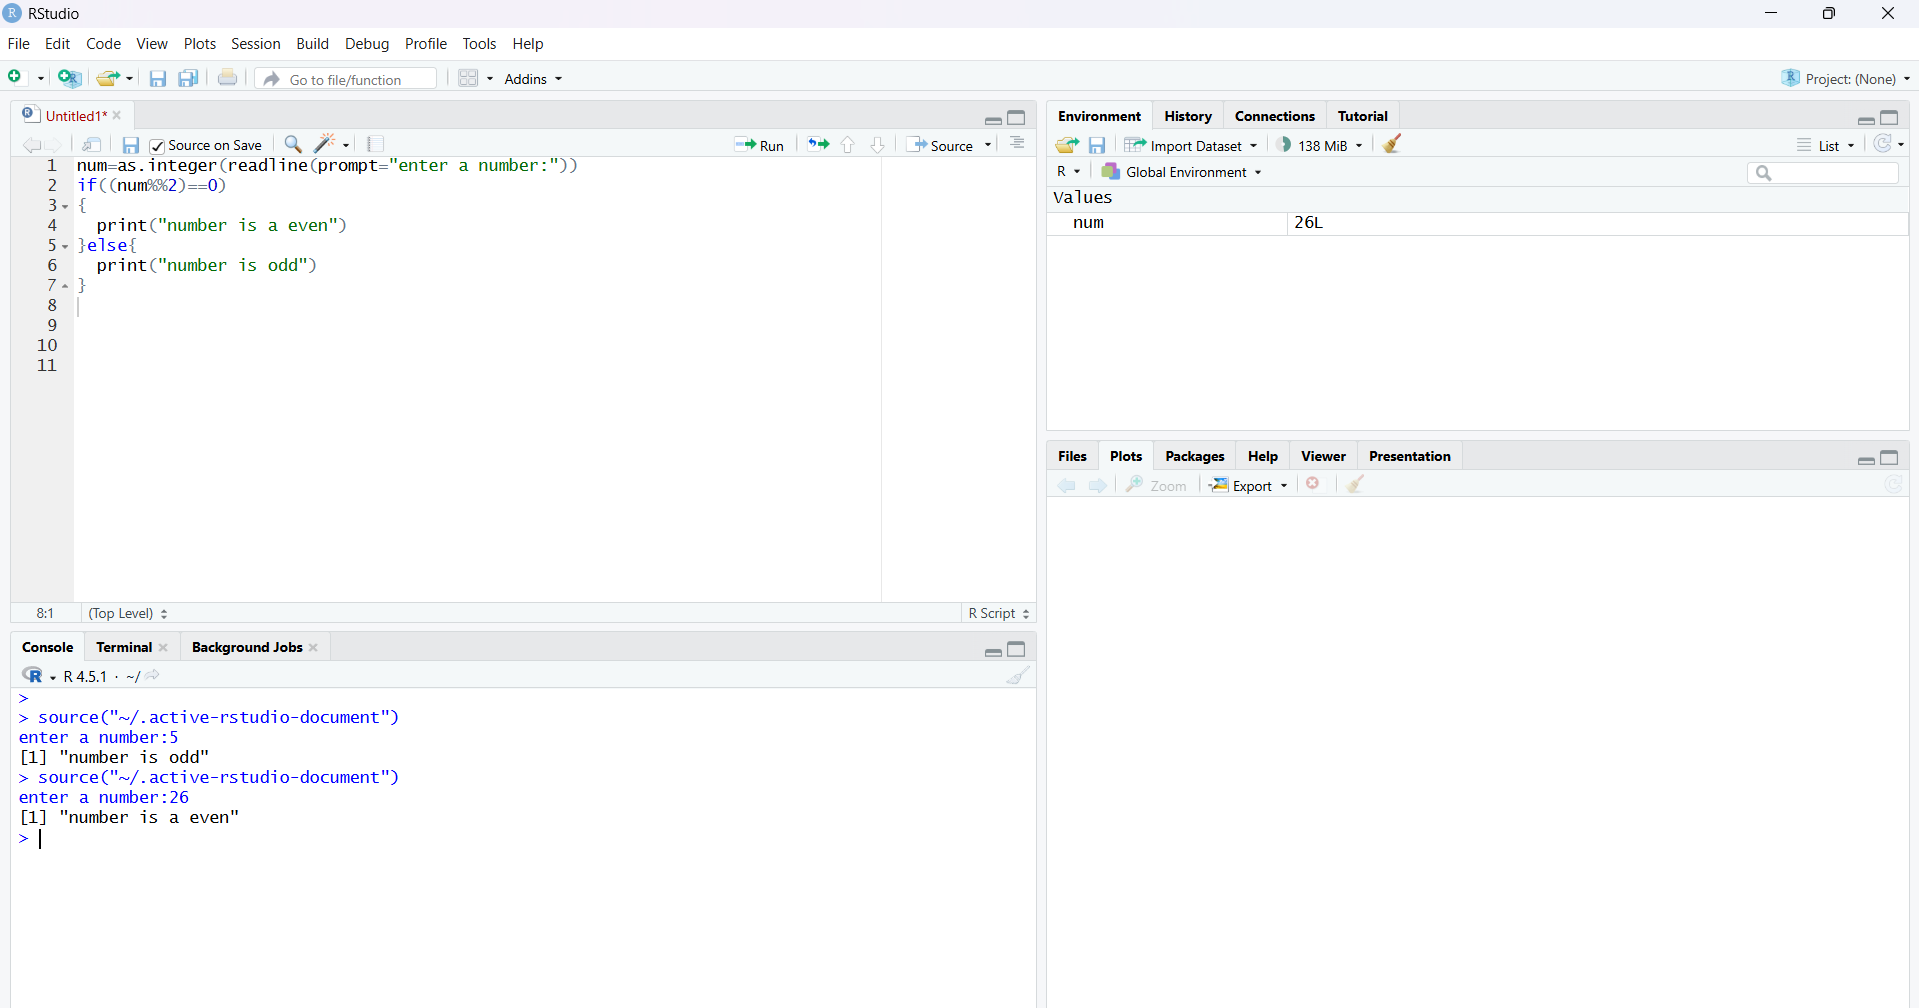 RStudio
File Edit Code View Plots Session Build Debug Profile Tools Help
Go to file/function Addins Project: (None)
Untitled1*
Source on Save Run Source
1 num=as.integer(readline(prompt="enter a number:"))
2 if((num%%2)==0)
3 {
4 print("number is a even")
5 }else{
6 print("number is odd")
7 }
8
9
10
11
8:1 (Top Level) R Script
Console Terminal Background Jobs
R 4.5.1 · ~/
>
> source("~/.active-rstudio-document")
enter a number:5
[1] "number is odd"
> source("~/.active-rstudio-document")
enter a number:26
[1] "number is a even"
>
Environment History Connections Tutorial
Import Dataset 138 MiB List
R Global Environment
Values
num 26L
Files Plots Packages Help Viewer Presentation
Zoom Export